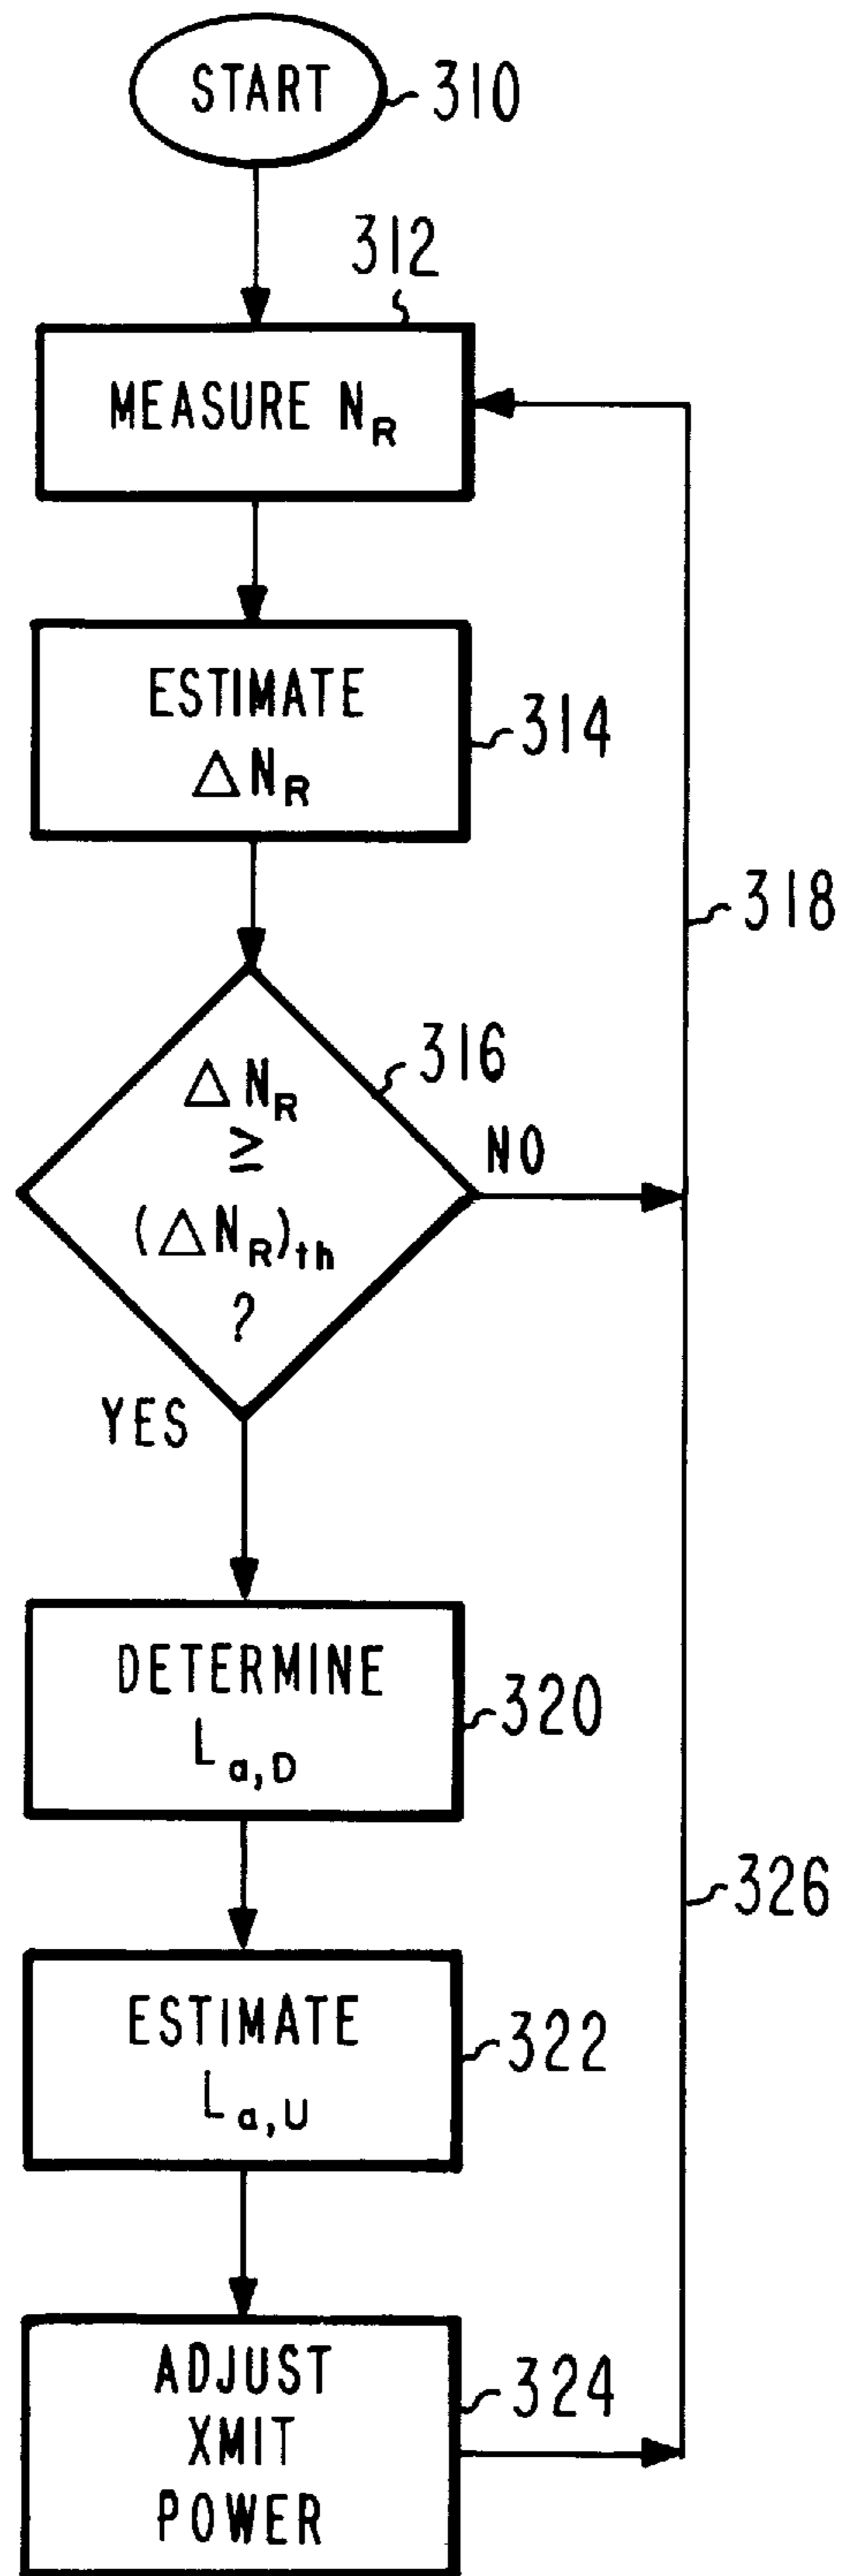 START
310
312
MEASURE N_R
ESTIMATE
ΔN_R
314
318
316
ΔN_R
≥
(ΔN_R)_th
?
NO
YES
DETERMINE
L_a,D
320
326
ESTIMATE
L_a,U
322
ADJUST
XMIT
POWER
324